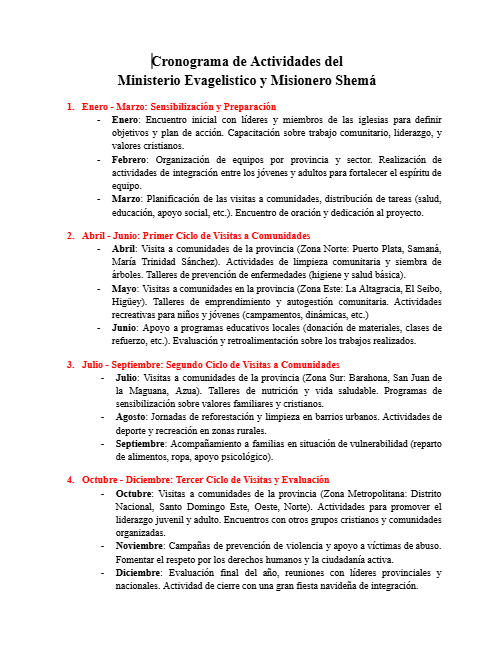 Cronograma de Actividades del
Ministerio Evagelistico y Misionero Shemá
1. Enero - Marzo: Sensibilización y Preparación
- Enero: Encuentro inicial con líderes y miembros de las iglesias para definir
objetivos y plan de acción. Capacitación sobre trabajo comunitario, liderazgo, y
valores cristianos.
- Febrero: Organización de equipos por provincia y sector. Realización de
actividades de integración entre los jóvenes y adultos para fortalecer el espíritu de
equipo.
- Marzo: Planificación de las visitas a comunidades, distribución de tareas (salud,
educación, apoyo social, etc.). Encuentro de oración y dedicación al proyecto.
2. Abril - Junio: Primer Ciclo de Visitas a Comunidades
- Abril: Visita a comunidades de la provincia (Zona Norte: Puerto Plata, Samaná,
María Trinidad Sánchez). Actividades de limpieza comunitaria y siembra de
árboles. Talleres de prevención de enfermedades (higiene y salud básica).
- Mayo: Visitas a comunidades en la provincia (Zona Este: La Altagracia, El Seibo,
Higüey). Talleres de emprendimiento y autogestión comunitaria. Actividades
recreativas para niños y jóvenes (campamentos, dinámicas, etc.)
- Junio: Apoyo a programas educativos locales (donación de materiales, clases de
refuerzo, etc.). Evaluación y retroalimentación sobre los trabajos realizados.
3. Julio - Septiembre: Segundo Ciclo de Visitas a Comunidades
- Julio: Visitas a comunidades de la provincia (Zona Sur: Barahona, San Juan de
la Maguana, Azua). Talleres de nutrición y vida saludable. Programas de
sensibilización sobre valores familiares y cristianos.
- Agosto: Jornadas de reforestación y limpieza en barrios urbanos. Actividades de
deporte y recreación en zonas rurales.
- Septiembre: Acompañamiento a familias en situación de vulnerabilidad (reparto
de alimentos, ropa, apoyo psicológico).
4. Octubre - Diciembre: Tercer Ciclo de Visitas y Evaluación
- Octubre: Visitas a comunidades de la provincia (Zona Metropolitana: Distrito
Nacional, Santo Domingo Este, Oeste, Norte). Actividades para promover el
liderazgo juvenil y adulto. Encuentros con otros grupos cristianos y comunidades
organizadas.
- Noviembre: Campañas de prevención de violencia y apoyo a víctimas de abuso.
Fomentar el respeto por los derechos humanos y la ciudadanía activa.
- Diciembre: Evaluación final del año, reuniones con líderes provinciales y
nacionales. Actividad de cierre con una gran fiesta navideña de integración.